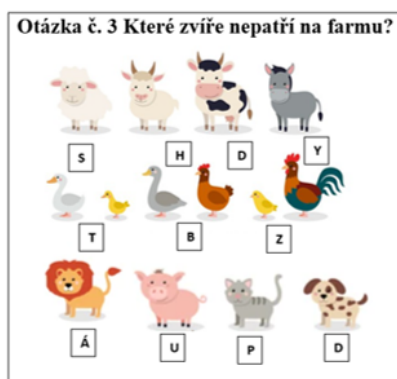 Otázka č. 3 Které zvíře nepatří na farmu?
S H D Y
T B Z
Á U P D